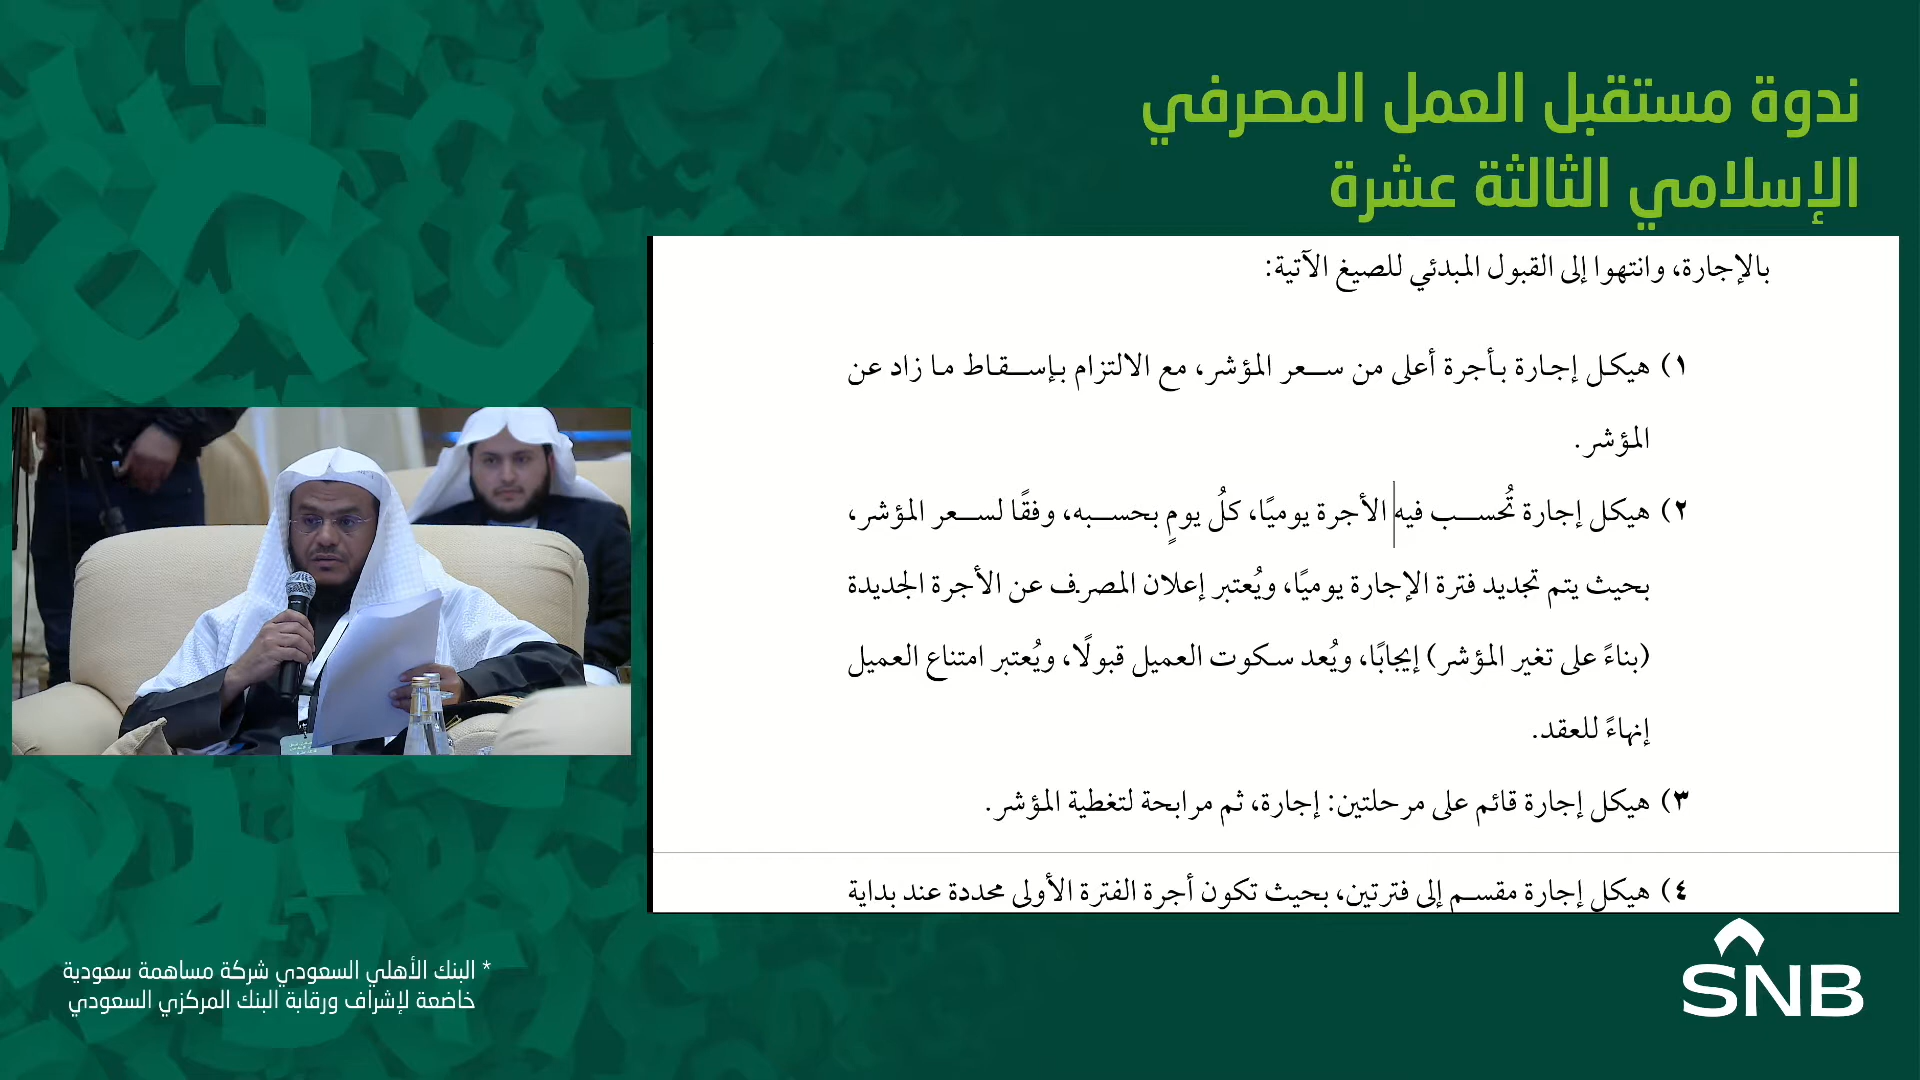 ندوة مستقبل العمل المصرفي
الإسلامي الثالثة عشرة
بالإجارة، وانتهوا إلى القبول المبدئي للصيغ الآتية:
١) هيكل إجارة بأجرة أعلى من سعر المؤشر، مع الالتزام بإسقاط ما زاد عن
المؤشر.
٢) هيكل إجارة تُحسب فيه الأجرة يوميًا، كلُ يومٍ بحسبه، وفقًا لسعر المؤشر،
بحيث يتم تجديد فترة الإجارة يوميًا، ويُعتبر إعلان المصرف عن الأجرة الجديدة
(بناءً على تغير المؤشر) إيجابًا، ويُعد سكوت العميل قبولًا، ويُعتبر امتناع العميل
إنهاءً للعقد.
٣) هيكل إجارة قائم على مرحلتين: إجارة، ثم مرابحة لتغطية المؤشر.
٤) هيكل إجارة مقسم إلى فترتين، بحيث تكون أجرة الفترة الأولى محددة عند بداية
* البنك الأهلي السعودي شركة مساهمة سعودية
خاضعة لإشراف ورقابة البنك المركزي السعودي
SNB